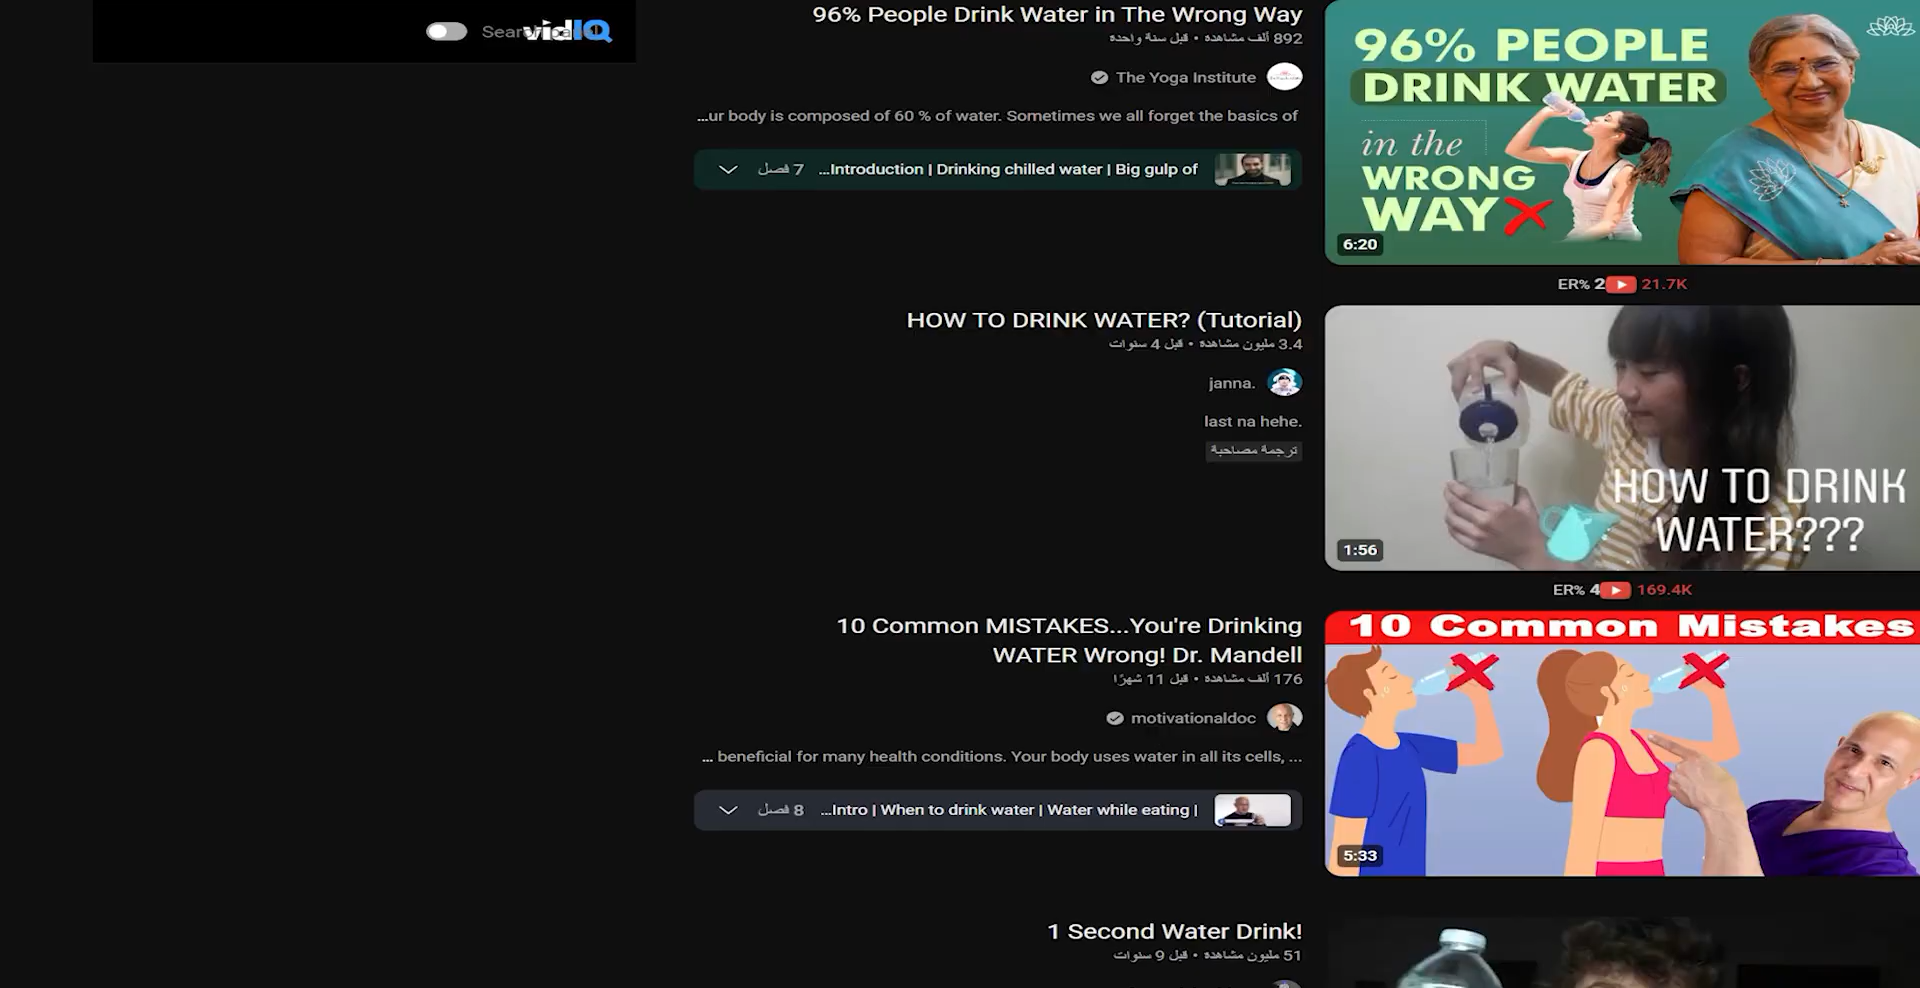 vidIQ
96% People Drink Water in The Wrong Way
892 ألف مشاهدة • قبل سنة واحدة
The Yoga Institute
...ur body is composed of 60 % of water. Sometimes we all forget the basics of
...Introduction | Drinking chilled water | Big gulp of
7 فصل
96% PEOPLE
DRINK WATER
in the
WRONG
WAY
6:20
ER% 2
21.7K
HOW TO DRINK WATER? (Tutorial)
3.4 مليون مشاهدة • قبل 4 سنوات
janna.
last na hehe.
ترجمة مصاحبة
HOW TO DRINK
WATER???
1:56
ER% 4
169.4K
10 Common MISTAKES...You're Drinking
WATER Wrong! Dr. Mandell
176 ألف مشاهدة • قبل 11 شهرًا
motivationaldoc
... beneficial for many health conditions. Your body uses water in all its cells, ...
...Intro | When to drink water | Water while eating |
8 فصل
10 Common Mistakes
5:33
1 Second Water Drink!
51 مليون مشاهدة • قبل 9 سنوات